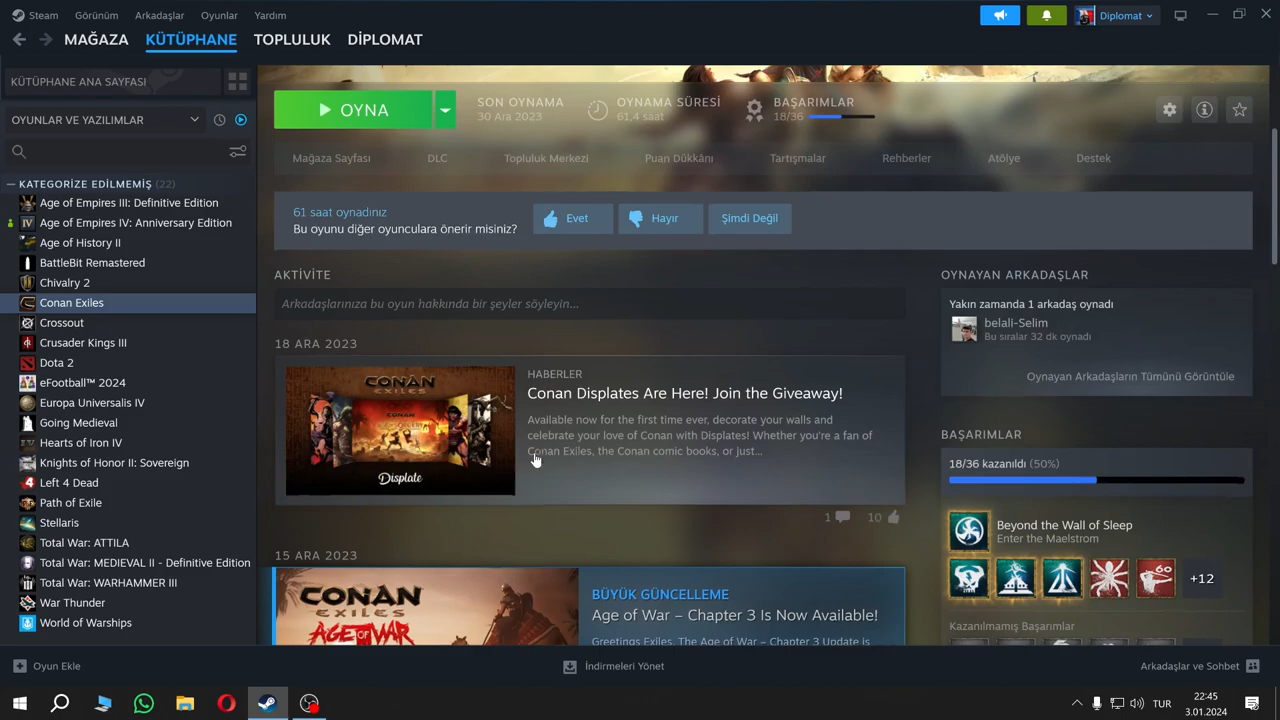 Steam Görünüm Arkadaşlar Oyunlar Yardım Diplomat
MAĞAZA KÜTÜPHANE TOPLULUK DİPLOMAT
KÜTÜPHANE ANA SAYFASI
OYUNLAR VE YAZILIMLAR
KATEGORİZE EDİLMEMİŞ (22)
Age of Empires III: Definitive Edition
Age of Empires IV: Anniversary Edition
Age of History II
BattleBit Remastered
Chivalry 2
Conan Exiles
Crossout
Crusader Kings III
Dota 2
eFootball™ 2024
Europa Universalis IV
Going Medieval
Hearts of Iron IV
Knights of Honor II: Sovereign
Left 4 Dead
Path of Exile
Stellaris
Total War: ATTILA
Total War: MEDIEVAL II - Definitive Edition
Total War: WARHAMMER III
War Thunder
World of Warships
OYNA
SON OYNAMA
30 Ara 2023
OYNAMA SÜRESİ
61,4 saat
BAŞARIMLAR
18/36
Mağaza Sayfası DLC Topluluk Merkezi Puan Dükkânı Tartışmalar Rehberler Atölye Destek
61 saat oynadınız
Bu oyunu diğer oyunculara önerir misiniz?
Evet Hayır Şimdi Değil
AKTİVİTE
Arkadaşlarınıza bu oyun hakkında bir şeyler söyleyin...
18 ARA 2023
CONAN
Displate
HABERLER
Conan Displates Are Here! Join the Giveaway!
Available now for the first time ever, decorate your walls and
celebrate your love of Conan with Displates! Whether you're a fan of
Conan Exiles, the Conan comic books, or just...
1 10
15 ARA 2023
CONAN
EXILES
AGE OF WAR
BÜYÜK GÜNCELLEME
Age of War – Chapter 3 Is Now Available!
Greetings Exiles, The Age of War – Chapter 3 Update is
OYNAYAN ARKADAŞLAR
Yakın zamanda 1 arkadaş oynadı
belali-Selim
Bu sıralar 32 dk oynadı
Oynayan Arkadaşların Tümünü Görüntüle
BAŞARIMLAR
18/36 kazanıldı (50%)
Beyond the Wall of Sleep
Enter the Maelstrom
60
+12
Kazanılmamış Başarımlar
Oyun Ekle İndirmeleri Yönet Arkadaşlar ve Sohbet
TUR
22:45
3.01.2024